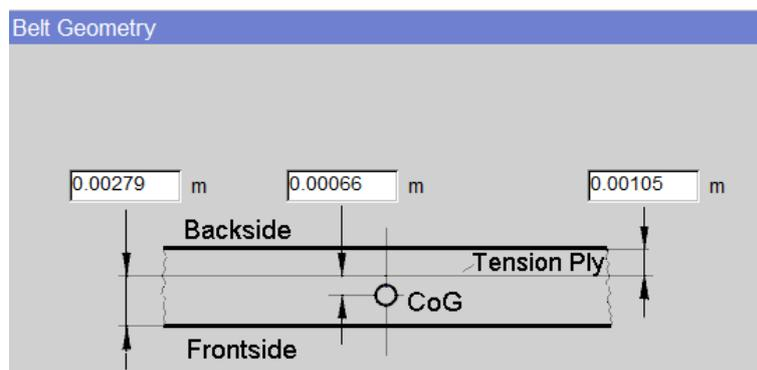 Belt Geometry
0.00279 m 0.00066 m 0.00105 m
Backside
Tension Ply
CoG
Frontside